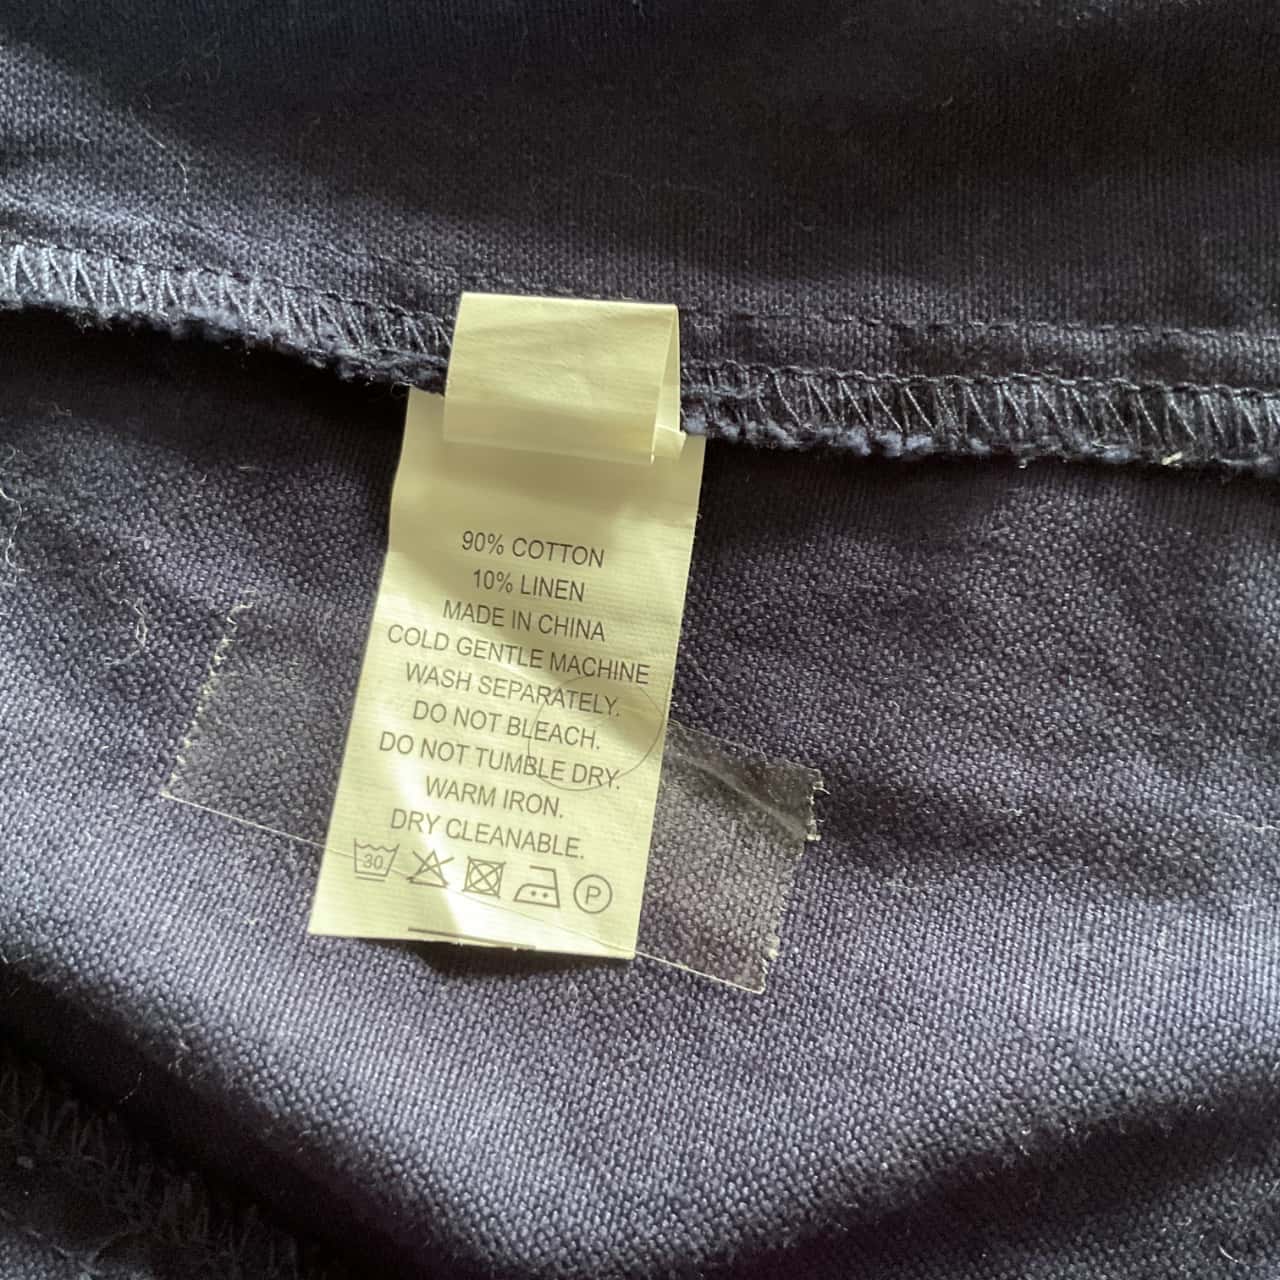 90% COTTON
10% LINEN
MADE IN CHINA
COLD GENTLE MACHINE
WASH SEPARATELY.
DO NOT BLEACH.
DO NOT TUMBLE DRY.
WARM IRON.
DRY CLEANABLE.
30 P